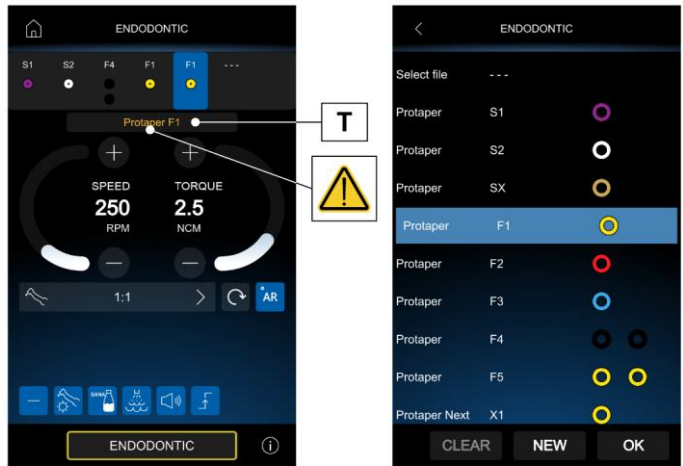 ENDODONTIC
S1 S2 F4 F1 F1 ---
Protaper F1
SPEED TORQUE
250 2.5
RPM NCM
1:1 AR
SANA
ENDODONTIC
T
ENDODONTIC
Select file ---
Protaper S1
Protaper S2
Protaper SX
Protaper F1
Protaper F2
Protaper F3
Protaper F4
Protaper F5
Protaper Next X1
CLEAR NEW OK